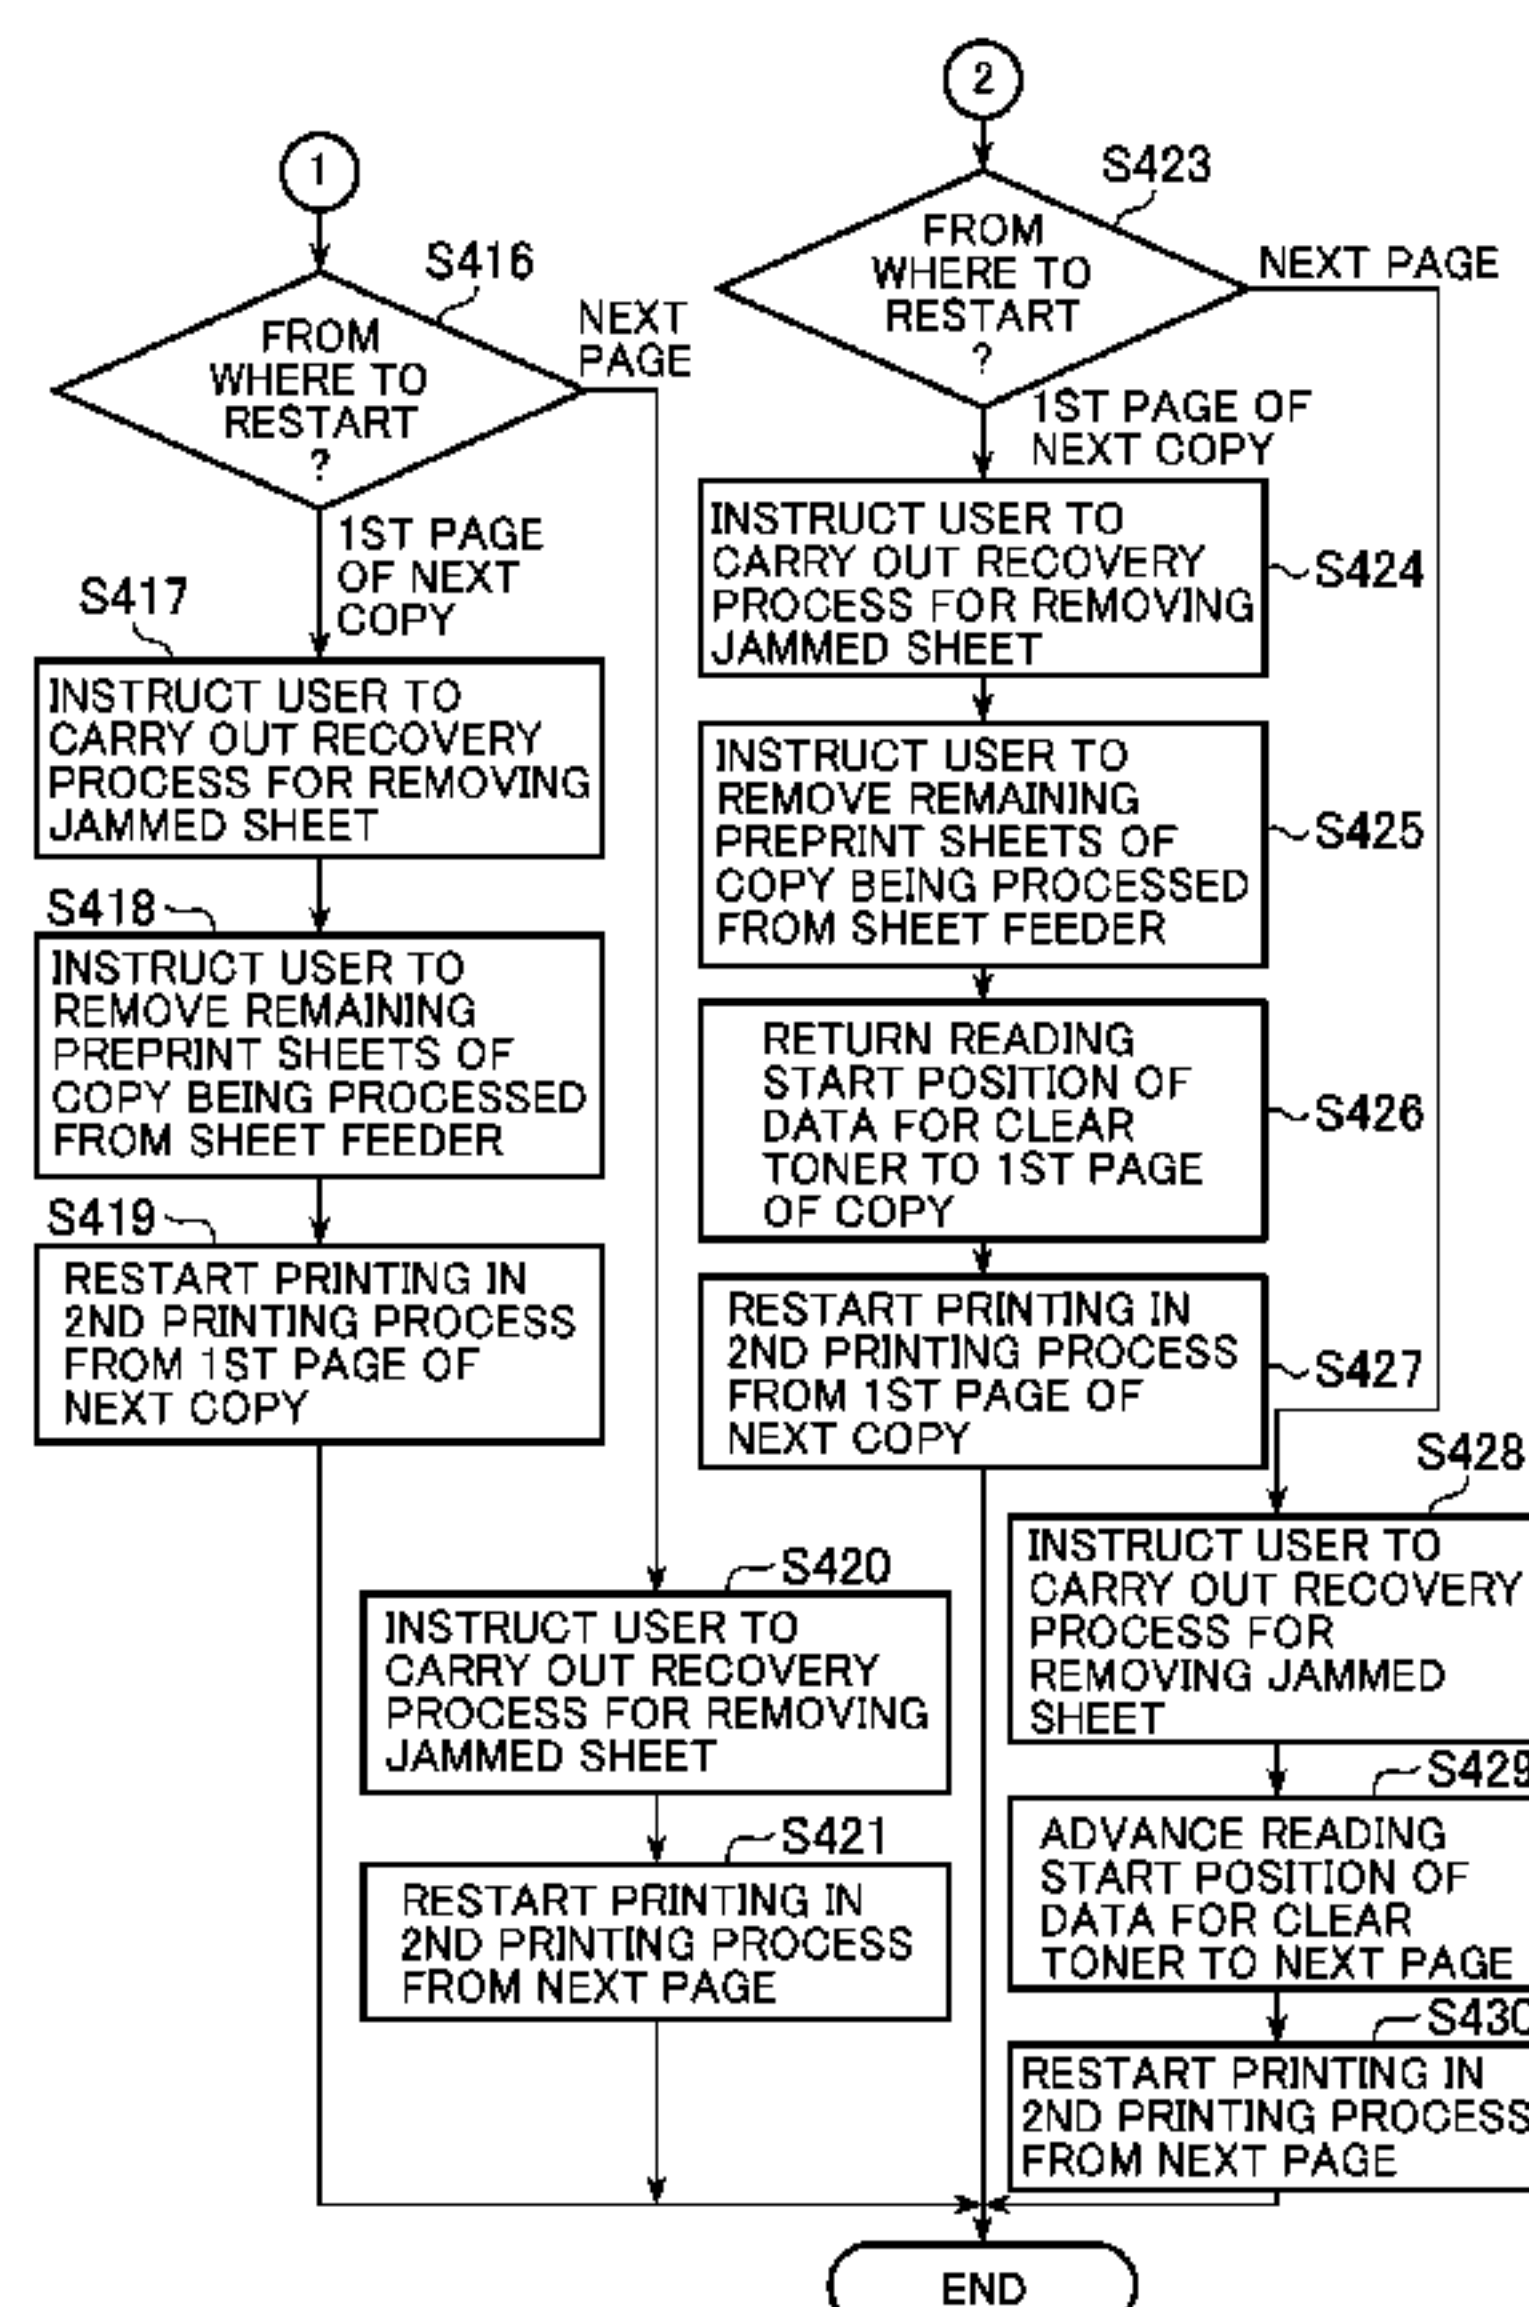 1
S416
FROM
WHERE TO
RESTART
?
NEXT
PAGE
1ST PAGE
OF NEXT
COPY
S417
INSTRUCT USER TO
CARRY OUT RECOVERY
PROCESS FOR REMOVING
JAMMED SHEET
S418
INSTRUCT USER TO
REMOVE REMAINING
PREPRINT SHEETS OF
COPY BEING PROCESSED
FROM SHEET FEEDER
S419
RESTART PRINTING IN
2ND PRINTING PROCESS
FROM 1ST PAGE OF
NEXT COPY
S420
INSTRUCT USER TO
CARRY OUT RECOVERY
PROCESS FOR REMOVING
JAMMED SHEET
S421
RESTART PRINTING IN
2ND PRINTING PROCESS
FROM NEXT PAGE
2
S423
FROM
WHERE TO
RESTART
?
NEXT PAGE
1ST PAGE OF
NEXT COPY
INSTRUCT USER TO
CARRY OUT RECOVERY
PROCESS FOR REMOVING
JAMMED SHEET
S424
INSTRUCT USER TO
REMOVE REMAINING
PREPRINT SHEETS OF
COPY BEING PROCESSED
FROM SHEET FEEDER
S425
RETURN READING
START POSITION OF
DATA FOR CLEAR
TONER TO 1ST PAGE
OF COPY
S426
RESTART PRINTING IN
2ND PRINTING PROCESS
FROM 1ST PAGE OF
NEXT COPY
S427
S428
INSTRUCT USER TO
CARRY OUT RECOVERY
PROCESS FOR
REMOVING JAMMED
SHEET
S429
ADVANCE READING
START POSITION OF
DATA FOR CLEAR
TONER TO NEXT PAGE
S430
RESTART PRINTING IN
2ND PRINTING PROCESS
FROM NEXT PAGE
END